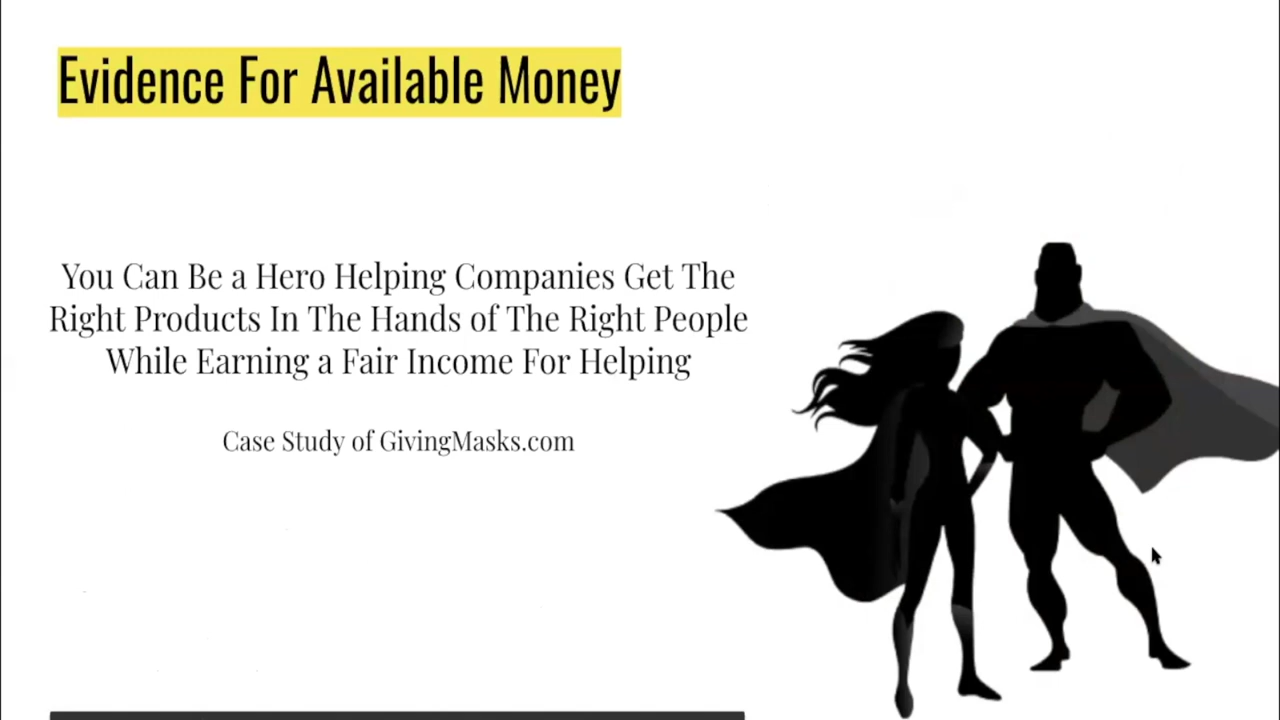 Evidence For Available Money
You Can Be a Hero Helping Companies Get The
Right Products In The Hands of The Right People
While Earning a Fair Income For Helping
Case Study of GivingMasks.com